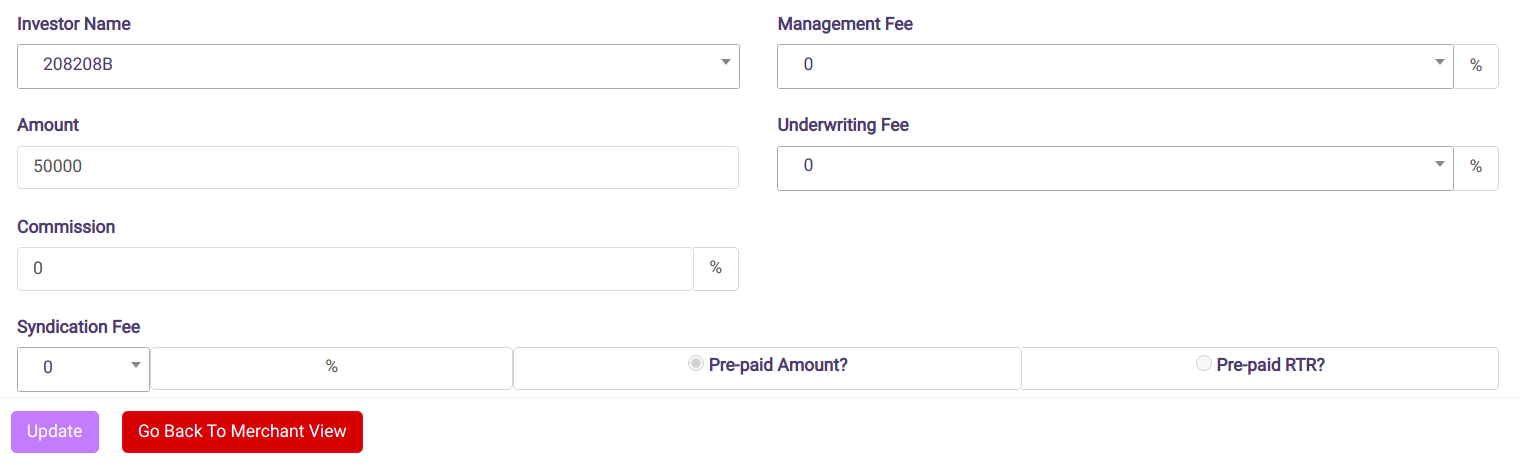 Investor Name
208208B
Management Fee
0 %
Amount
50000
Underwriting Fee
0 %
Commission
0 %
Syndication Fee
0 % Pre-paid Amount? Pre-paid RTR?
Update Go Back To Merchant View